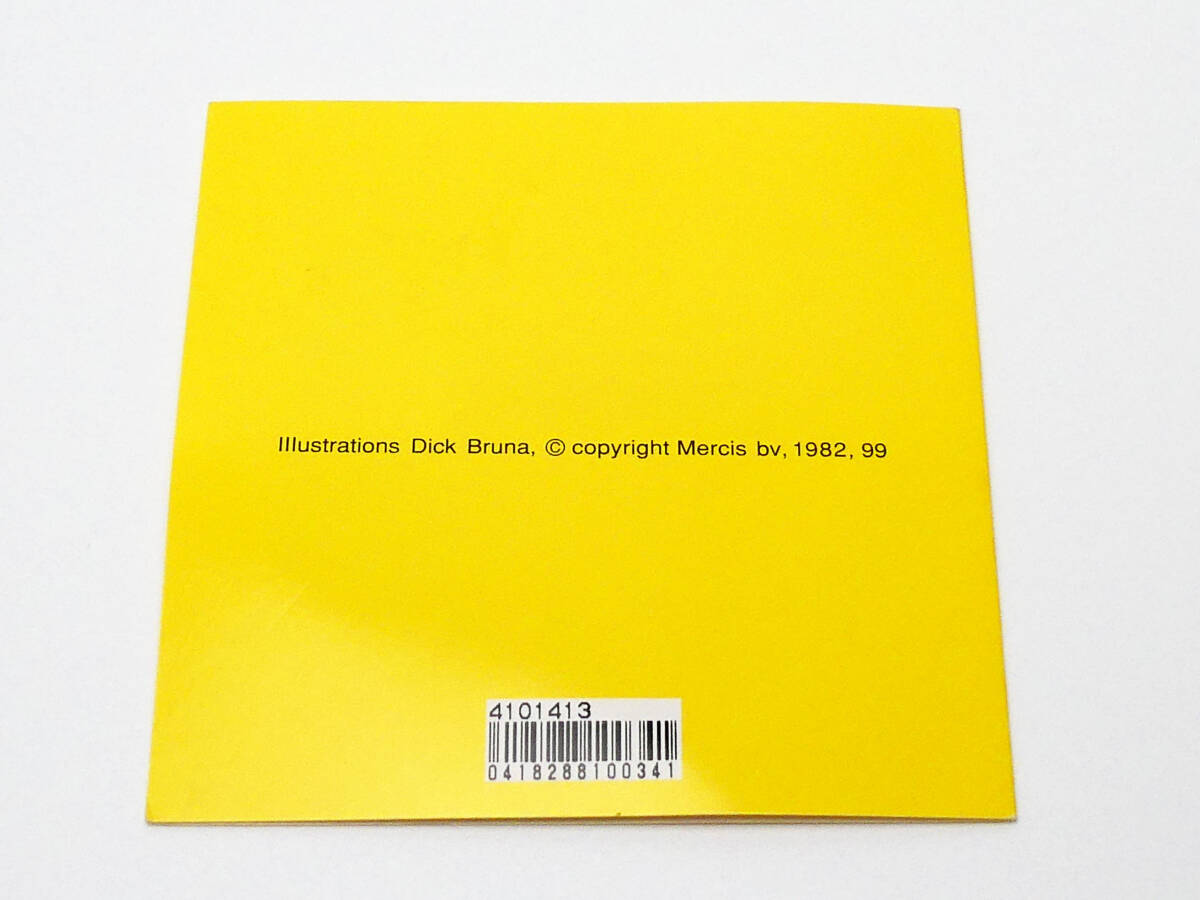 Illustrations Dick Bruna, © copyright Mercis bv, 1982, 99
4101413
0418288100341